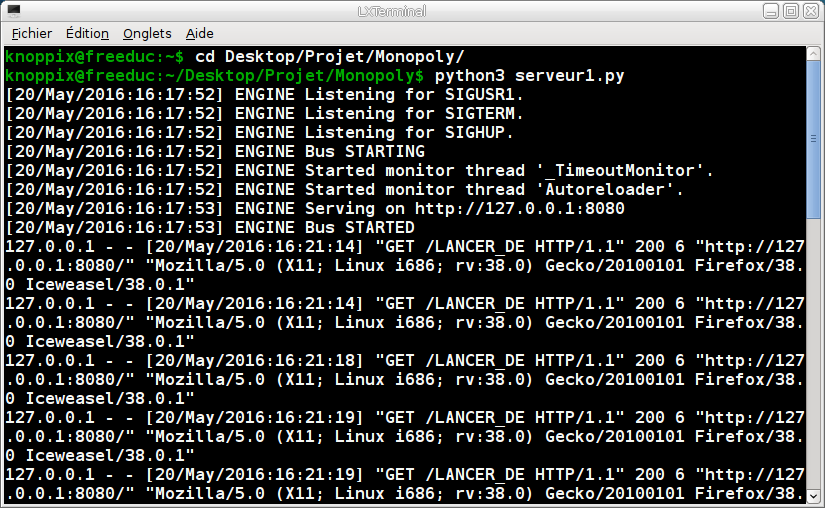 LXTerminal
Fichier Édition Onglets Aide
knoppix@freeduc:~$ cd Desktop/Projet/Monopoly/
knoppix@freeduc:~/Desktop/Projet/Monopoly$ python3 serveur1.py
[20/May/2016:16:17:52] ENGINE Listening for SIGUSR1.
[20/May/2016:16:17:52] ENGINE Listening for SIGTERM.
[20/May/2016:16:17:52] ENGINE Listening for SIGHUP.
[20/May/2016:16:17:52] ENGINE Bus STARTING
[20/May/2016:16:17:52] ENGINE Started monitor thread '_TimeoutMonitor'.
[20/May/2016:16:17:52] ENGINE Started monitor thread 'Autoreloader'.
[20/May/2016:16:17:53] ENGINE Serving on http://127.0.0.1:8080
[20/May/2016:16:17:53] ENGINE Bus STARTED
127.0.0.1 - - [20/May/2016:16:21:14] "GET /LANCER_DE HTTP/1.1" 200 6 "http://127
.0.0.1:8080/" "Mozilla/5.0 (X11; Linux i686; rv:38.0) Gecko/20100101 Firefox/38.
0 Iceweasel/38.0.1"
127.0.0.1 - - [20/May/2016:16:21:14] "GET /LANCER_DE HTTP/1.1" 200 6 "http://127
.0.0.1:8080/" "Mozilla/5.0 (X11; Linux i686; rv:38.0) Gecko/20100101 Firefox/38.
0 Iceweasel/38.0.1"
127.0.0.1 - - [20/May/2016:16:21:18] "GET /LANCER_DE HTTP/1.1" 200 6 "http://127
.0.0.1:8080/" "Mozilla/5.0 (X11; Linux i686; rv:38.0) Gecko/20100101 Firefox/38.
0 Iceweasel/38.0.1"
127.0.0.1 - - [20/May/2016:16:21:19] "GET /LANCER_DE HTTP/1.1" 200 6 "http://127
.0.0.1:8080/" "Mozilla/5.0 (X11; Linux i686; rv:38.0) Gecko/20100101 Firefox/38.
0 Iceweasel/38.0.1"
127.0.0.1 - - [20/May/2016:16:21:19] "GET /LANCER_DE HTTP/1.1" 200 6 "http://127
.0.0.1:8080/" "Mozilla/5.0 (X11; Linux i686; rv:38.0) Gecko/20100101 Firefox/38.